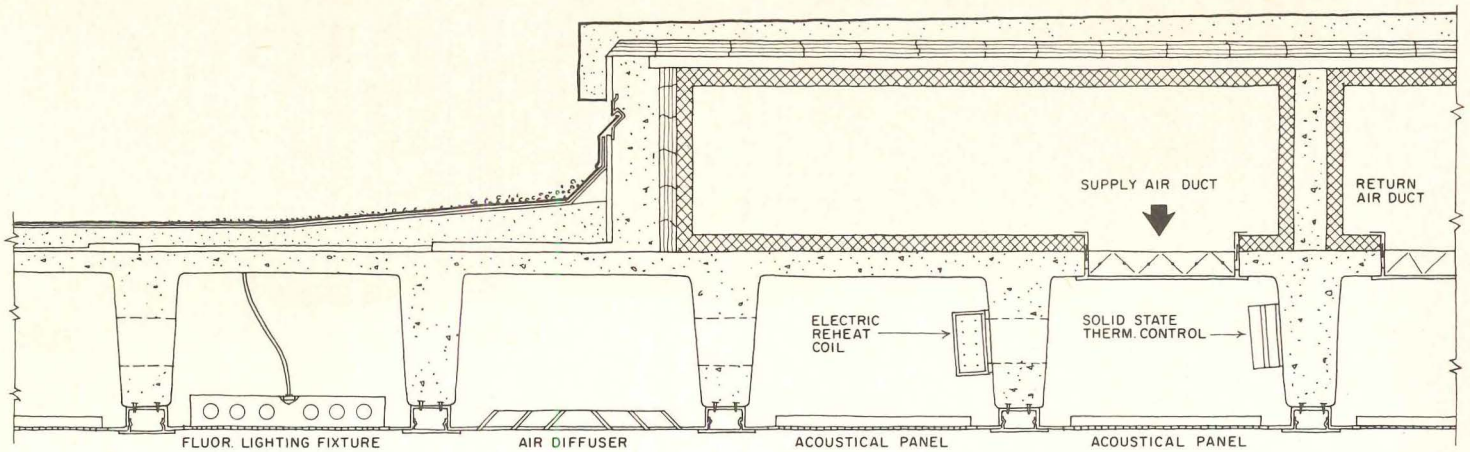 SUPPLY AIR DUCT
RETURN
AIR DUCT
ELECTRIC
REHEAT
COIL
SOLID STATE
THERM. CONTROL
FLUOR. LIGHTING FIXTURE
AIR DIFFUSER
ACOUSTICAL PANEL
ACOUSTICAL PANEL